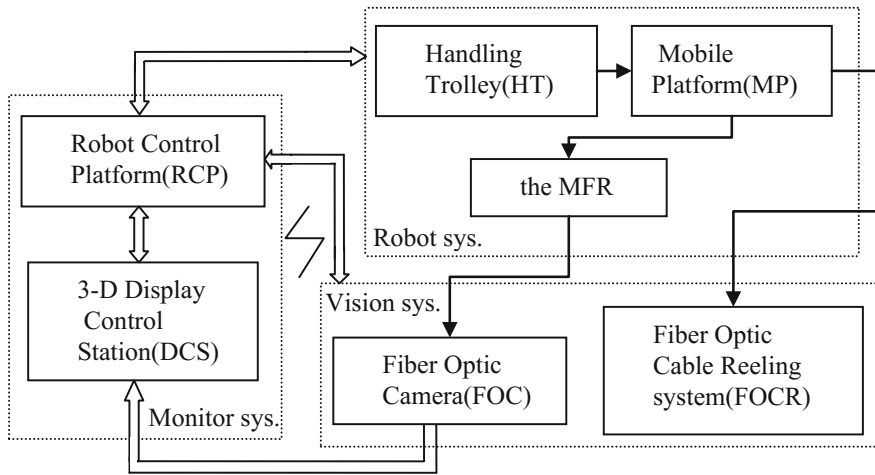 Handling
Trolley(HT)
Mobile
Platform(MP)
Robot Control
Platform(RCP)
the MFR
Robot sys.
3-D Display
Control
Station(DCS)
Vision sys.
Fiber Optic
Camera(FOC)
Fiber Optic
Cable Reeling
system(FOCR)
Monitor sys.